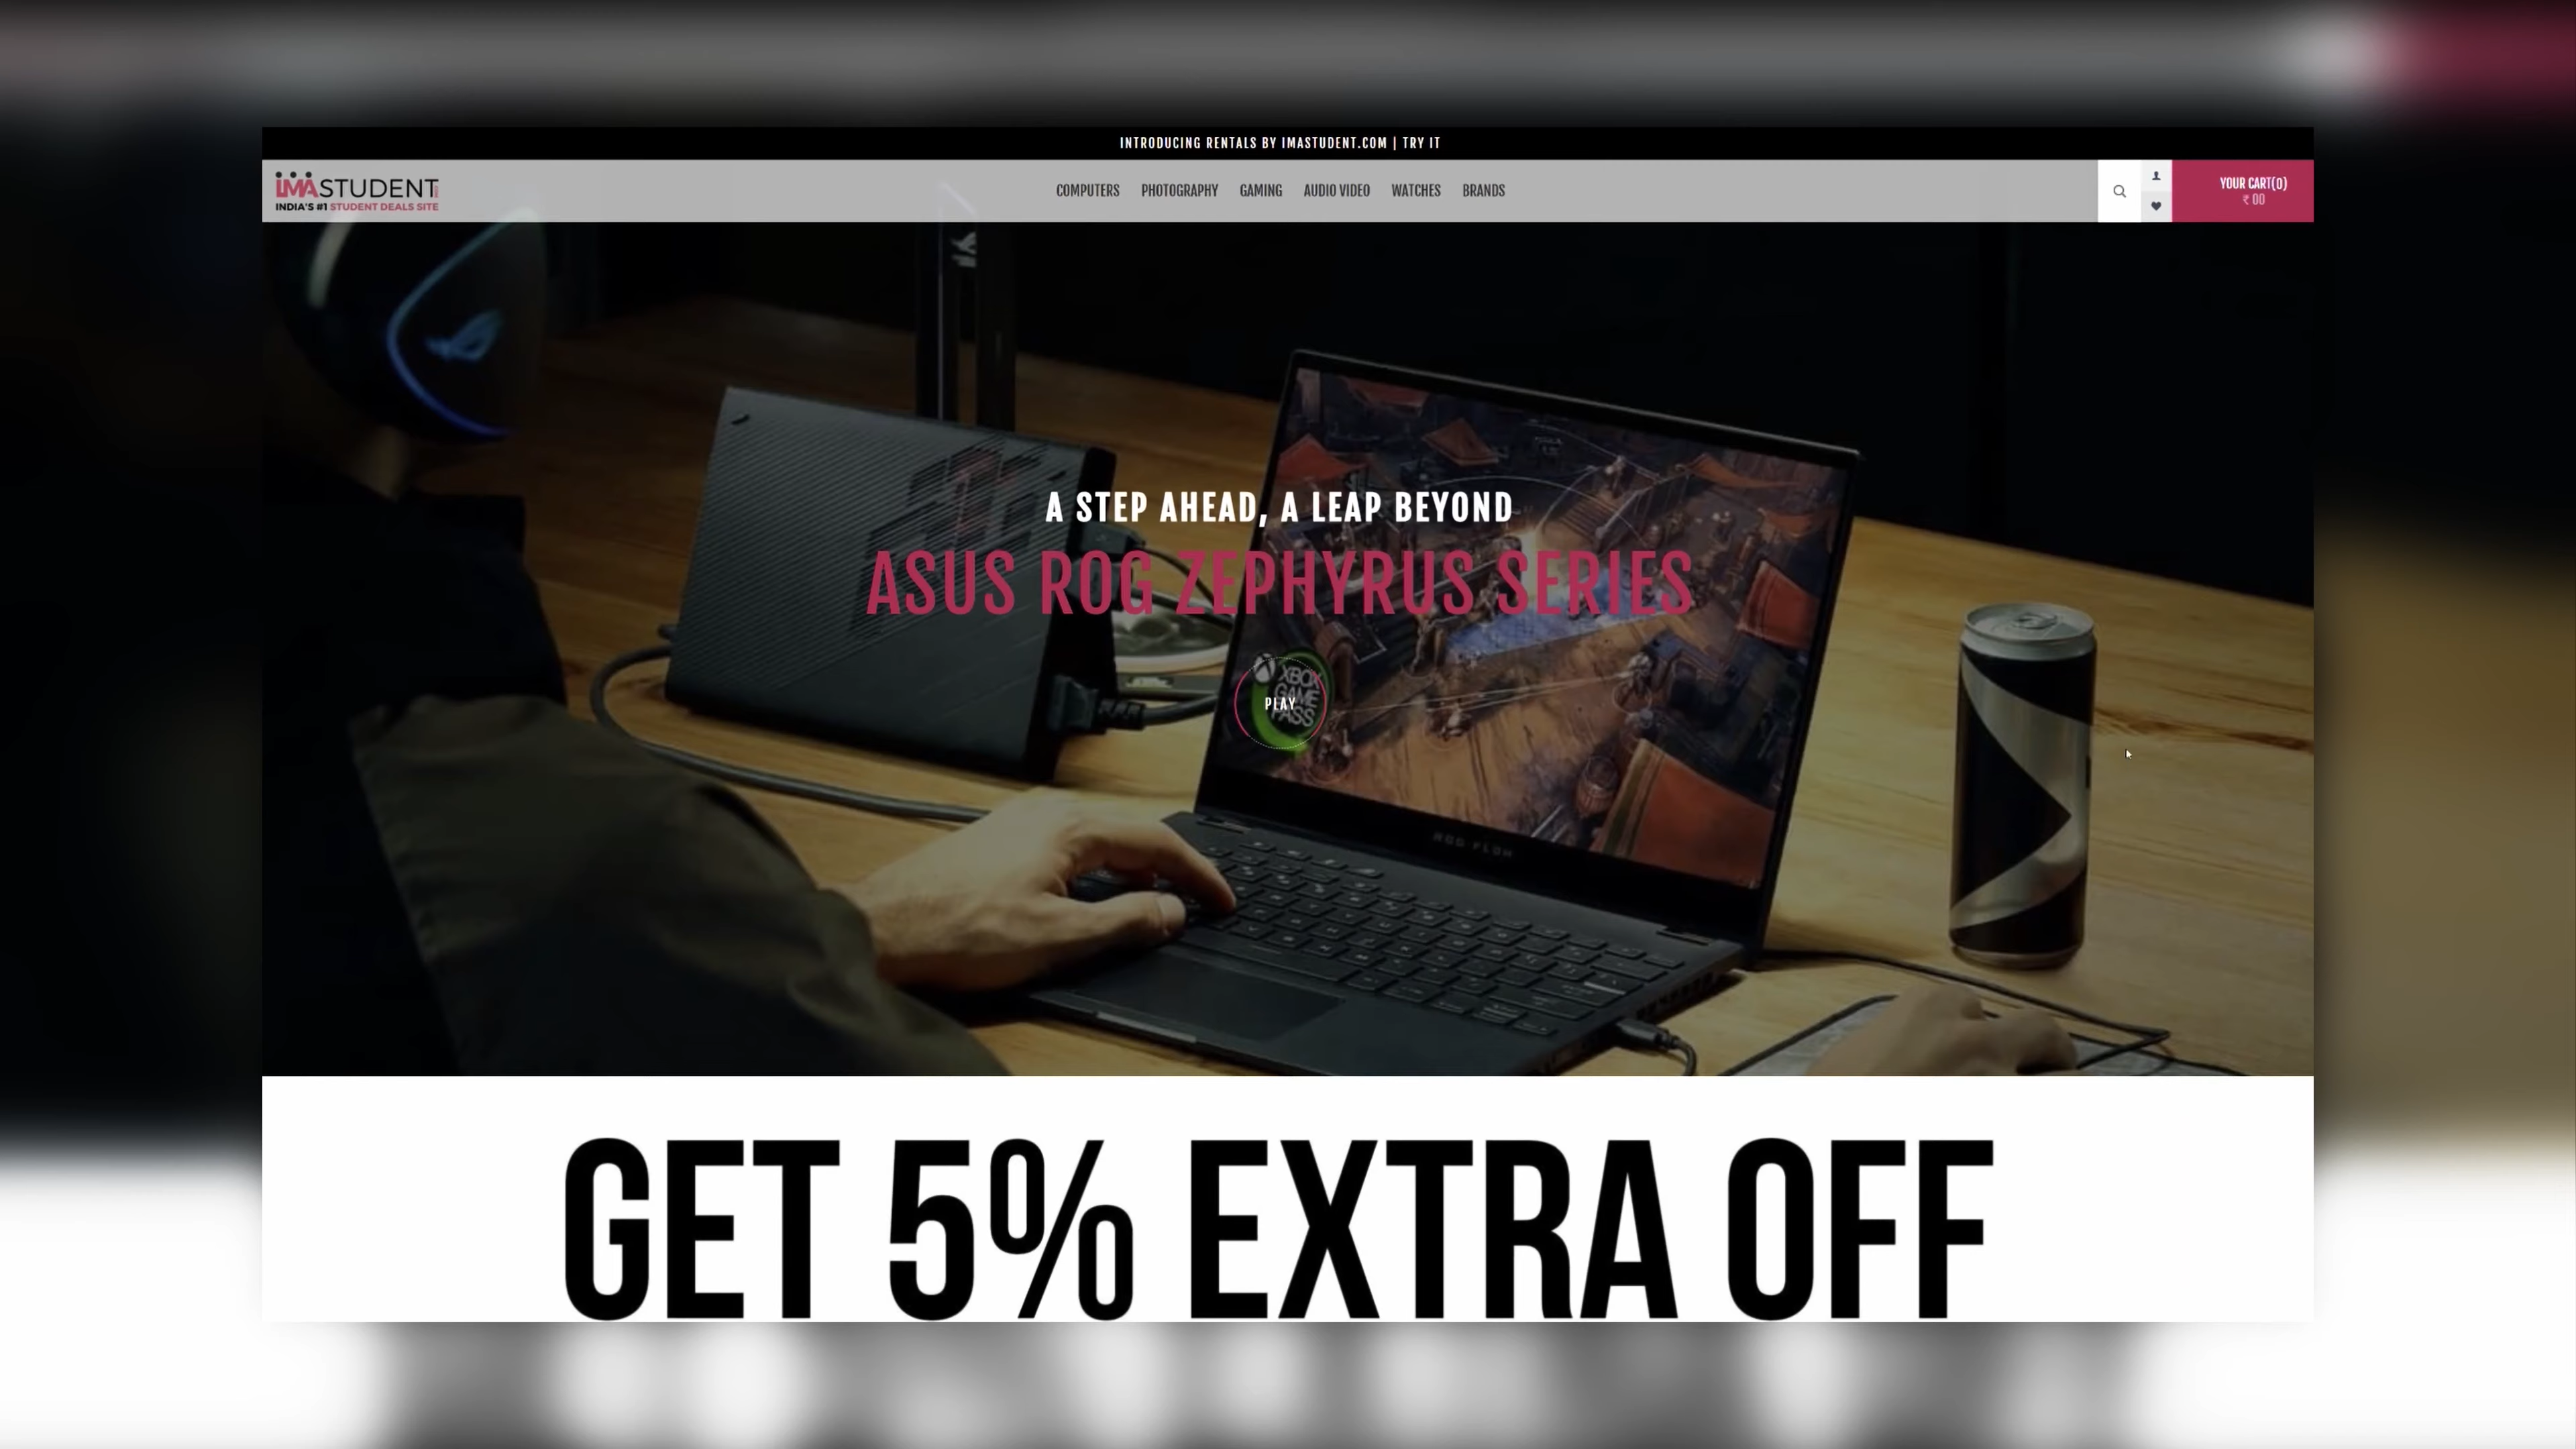 INTRODUCING RENTALS BY IMASTUDENT.COM | TRY IT
IMASTUDENT
INDIA'S #1 STUDENT DEALS SITE
COMPUTERS PHOTOGRAPHY GAMING AUDIO VIDEO WATCHES BRANDS
YOUR CART(0)
₹ 00
A STEP AHEAD, A LEAP BEYOND
ASUS ROG ZEPHYRUS SERIES
XBOX
GAME
PASS
PLAY
ROG FLOW
GET 5% EXTRA OFF